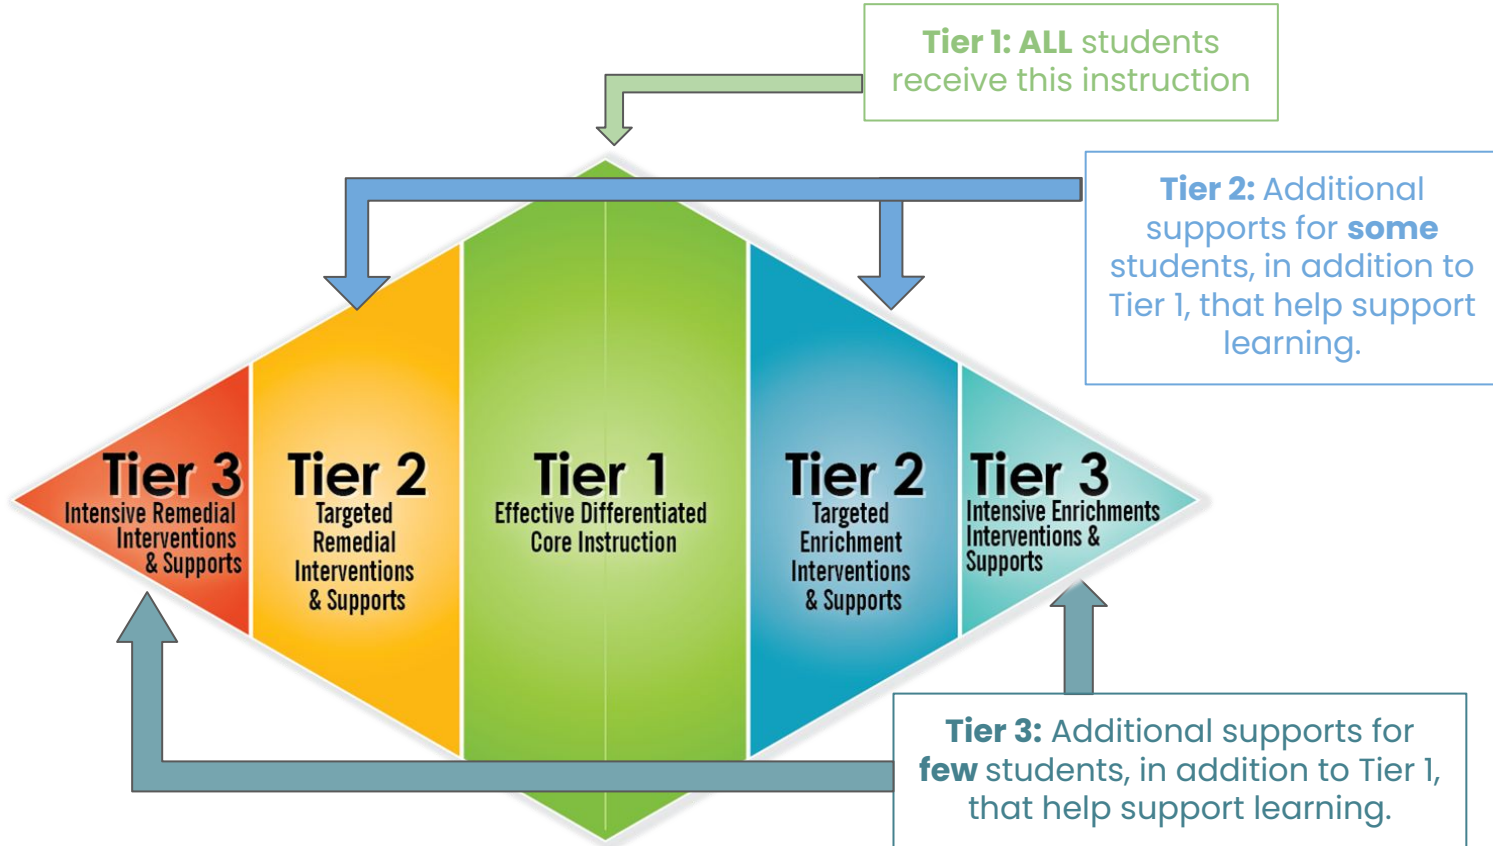 Tier 1: ALL students
receive this instruction
Tier 2: Additional
supports for some
students, in addition to
Tier 1, that help support
learning.
Tier 3
Intensive Remedial
Interventions
& Supports
Tier 2
Targeted
Remedial
Interventions
& Supports
Tier 1
Effective Differentiated
Core Instruction
Tier 2
Targeted
Enrichment
Interventions
& Supports
Tier 3
Intensive Enrichments
Interventions &
Supports
Tier 3: Additional supports for
few students, in addition to Tier 1,
that help support learning.